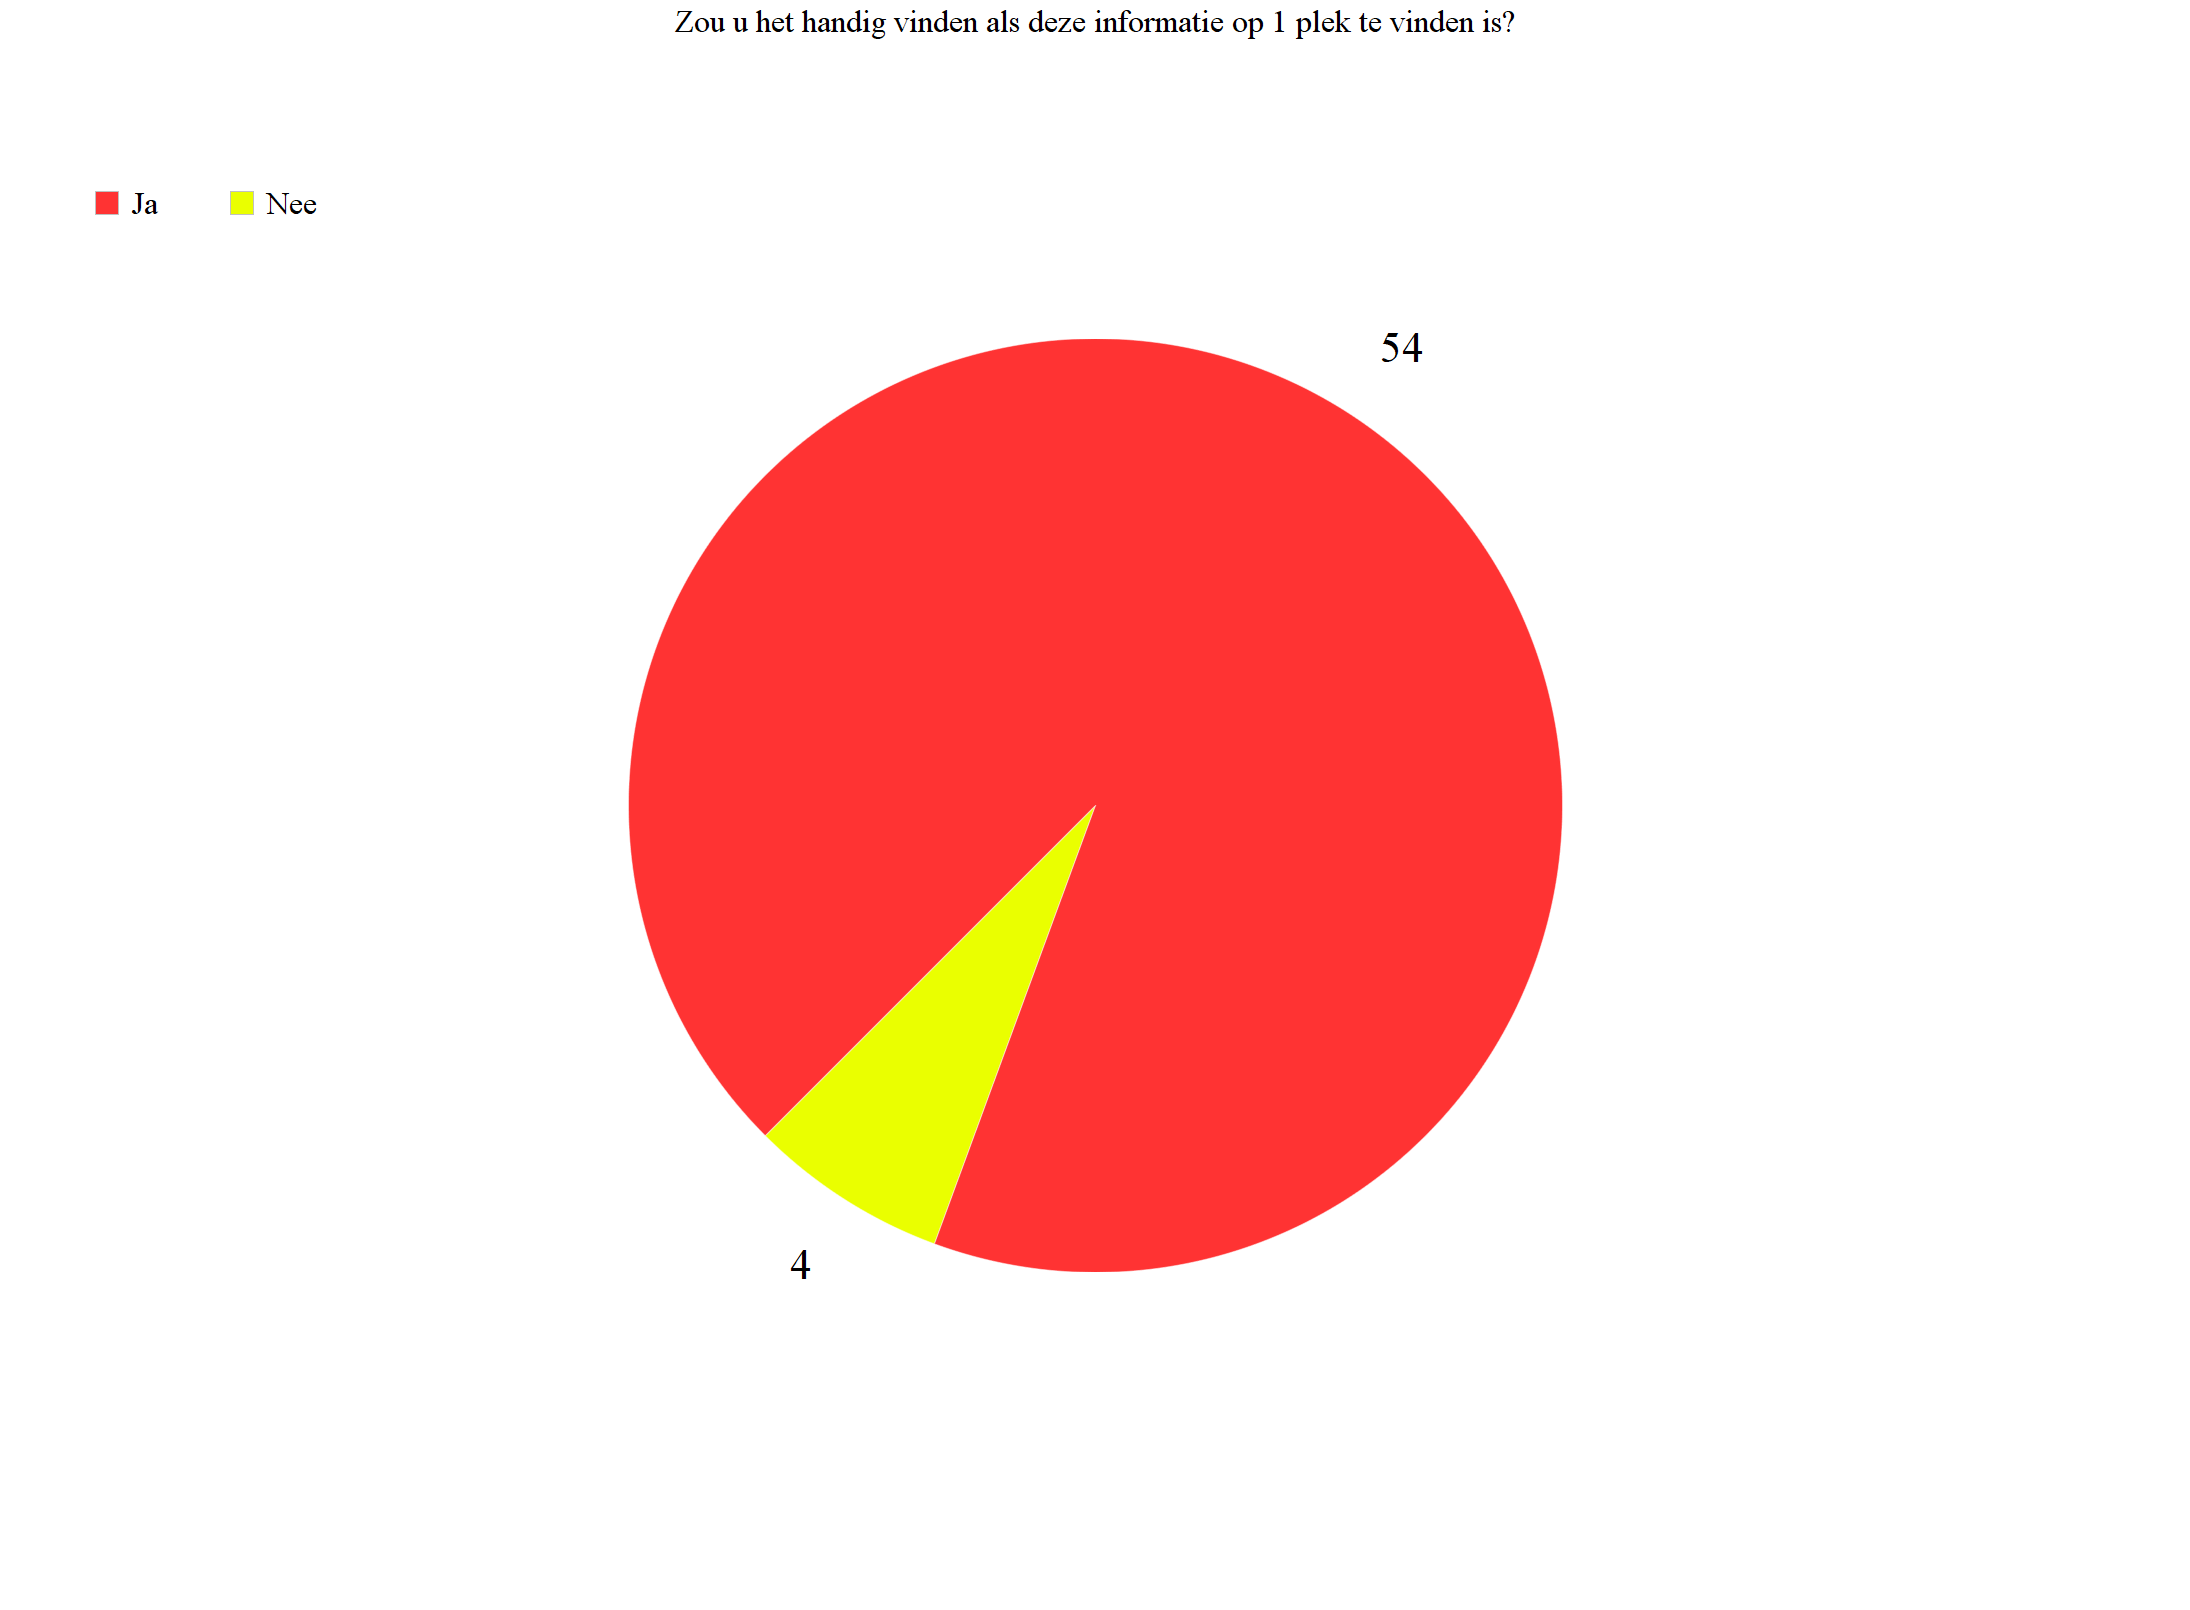 Zou u het handig vinden als deze informatie op 1 plek te vinden is?
Ja Nee
54
4